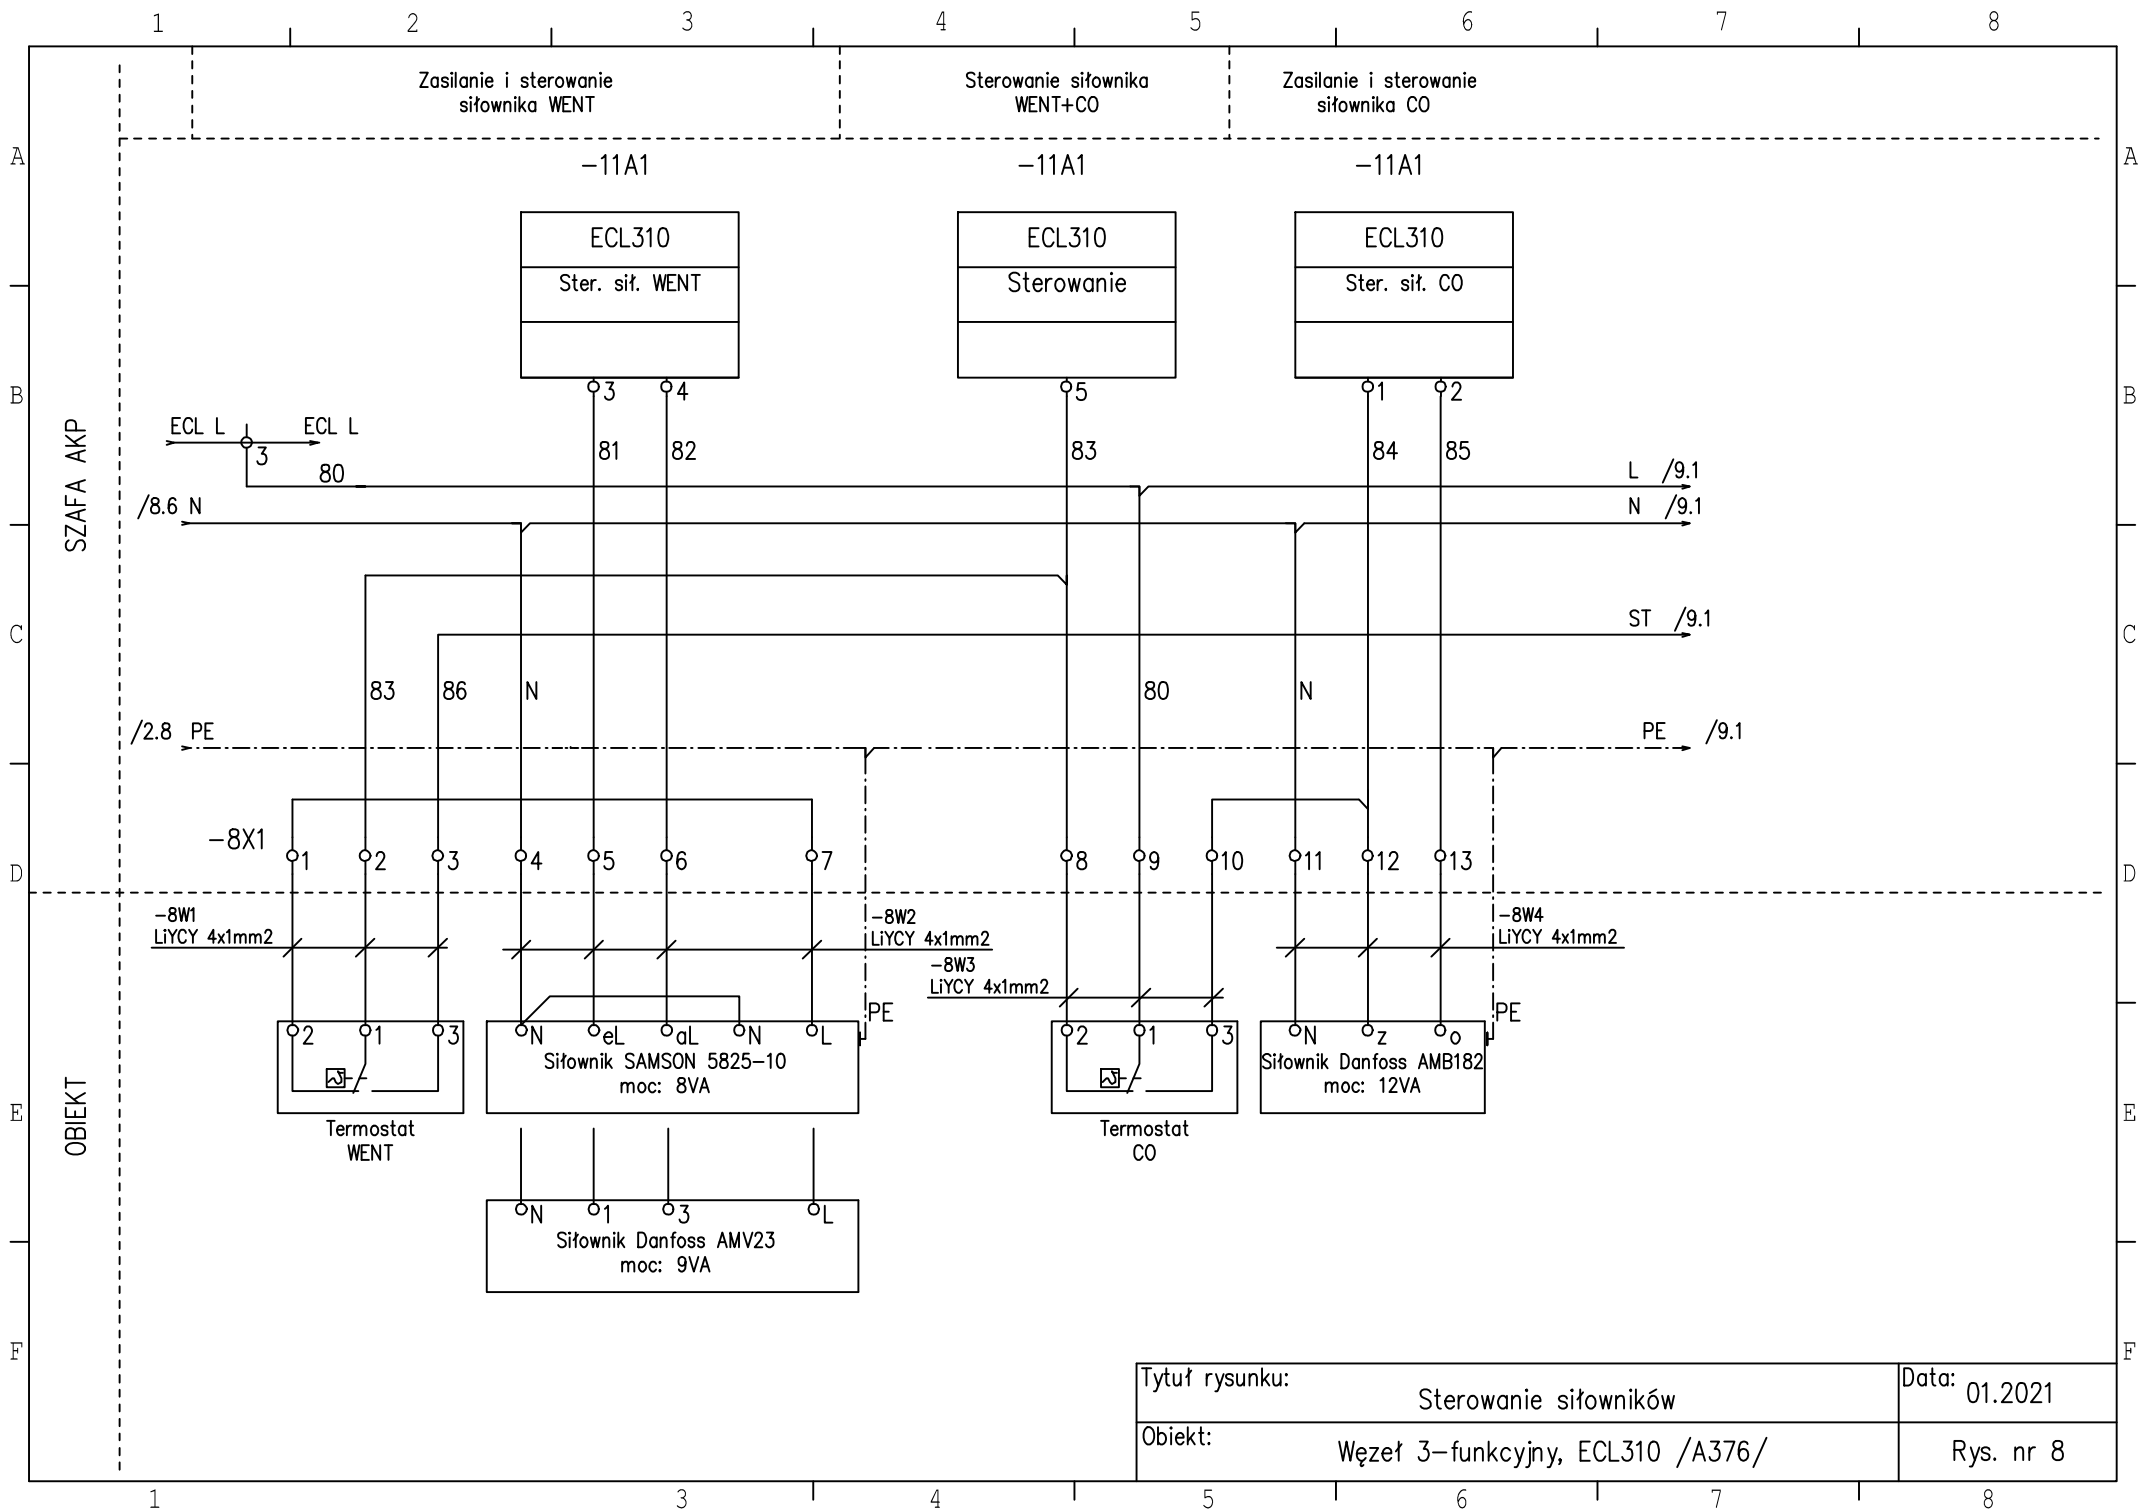 1 2 3 4 5 6 7 8
Zasilanie i sterowanie
siłownika WENT
Sterowanie siłownika
WENT+CO
Zasilanie i sterowanie
siłownika CO
A A
-11A1 -11A1 -11A1
ECL310 ECL310 ECL310
Ster. sił. WENT Sterowanie Ster. sił. CO
B B
3 4 5 1 2
SZAFA AKP
ECL L ECL L
3
81 82 83 84 85
80
L /9.1
/8.6 N
N /9.1
C C
ST /9.1
83 86 N 80 N
/2.8 PE
PE /9.1
-8X1
1 2 3 4 5 6 7 8 9 10 11 12 13
D D
-8W1
LiYCY 4x1mm2
-8W2
LiYCY 4x1mm2
-8W3
LiYCY 4x1mm2
-8W4
LiYCY 4x1mm2
PE PE
2 1 3 N eL aL N L 2 1 3 N z o
Siłownik SAMSON 5825-10
moc: 8VA
Siłownik Danfoss AMB182
moc: 12VA
E E
OBIEKT
Termostat
WENT
Termostat
CO
N 1 3 L
Siłownik Danfoss AMV23
moc: 9VA
F F
Tytuł rysunku:
Sterowanie siłowników
Data: 01.2021
Obiekt:
Węzeł 3-funkcyjny, ECL310 /A376/
Rys. nr 8
1 3 4 5 6 7 8